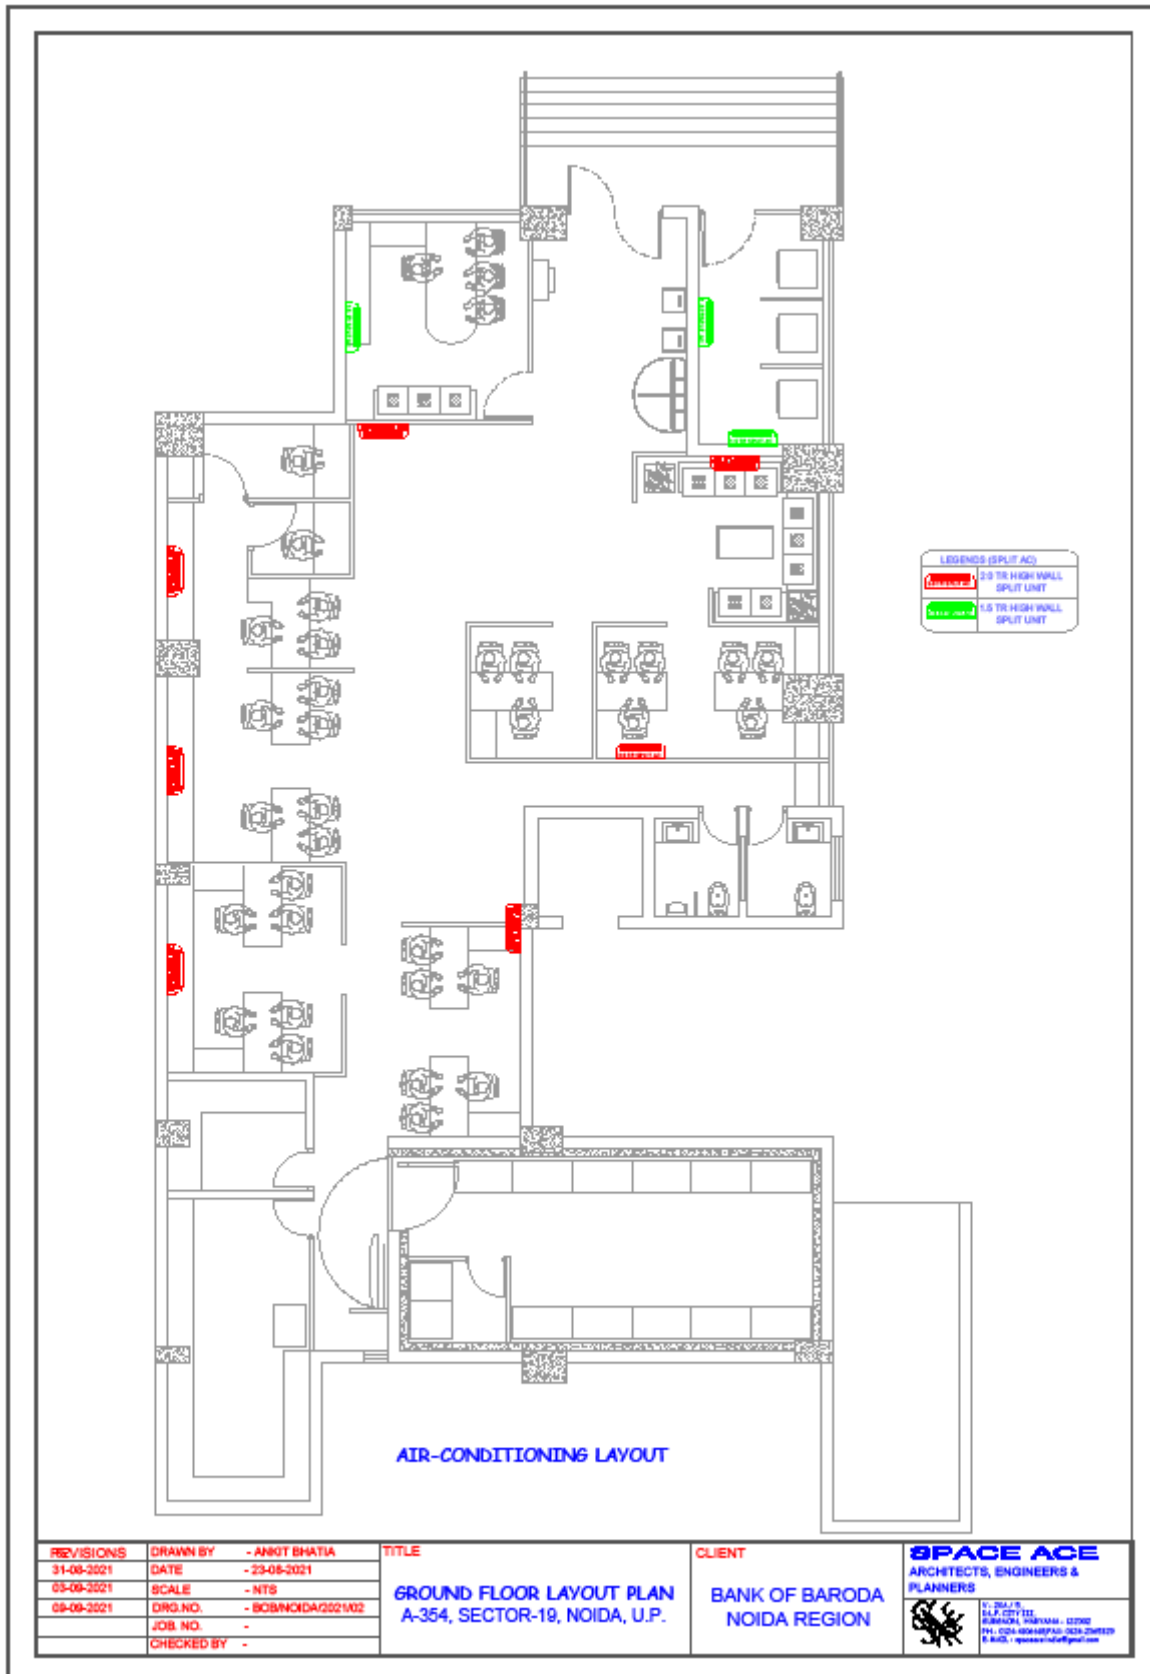 LEGENDS (SPLIT AC)
2.0 TR HIGH WALL
SPLIT UNIT
1.5 TR HIGH WALL
SPLIT UNIT
AIR-CONDITIONING LAYOUT
REVISIONS
31-08-2021
03-09-2021
09-09-2021
DRAWN BY - ANKIT BHATIA
DATE - 23-08-2021
SCALE - NTS
DRG.NO. - BOB/NOIDA/2021/02
JOB. NO. -
CHECKED BY -
TITLE
GROUND FLOOR LAYOUT PLAN
A-354, SECTOR-19, NOIDA, U.P.
CLIENT
BANK OF BARODA
NOIDA REGION
SPACE ACE
ARCHITECTS, ENGINEERS &
PLANNERS